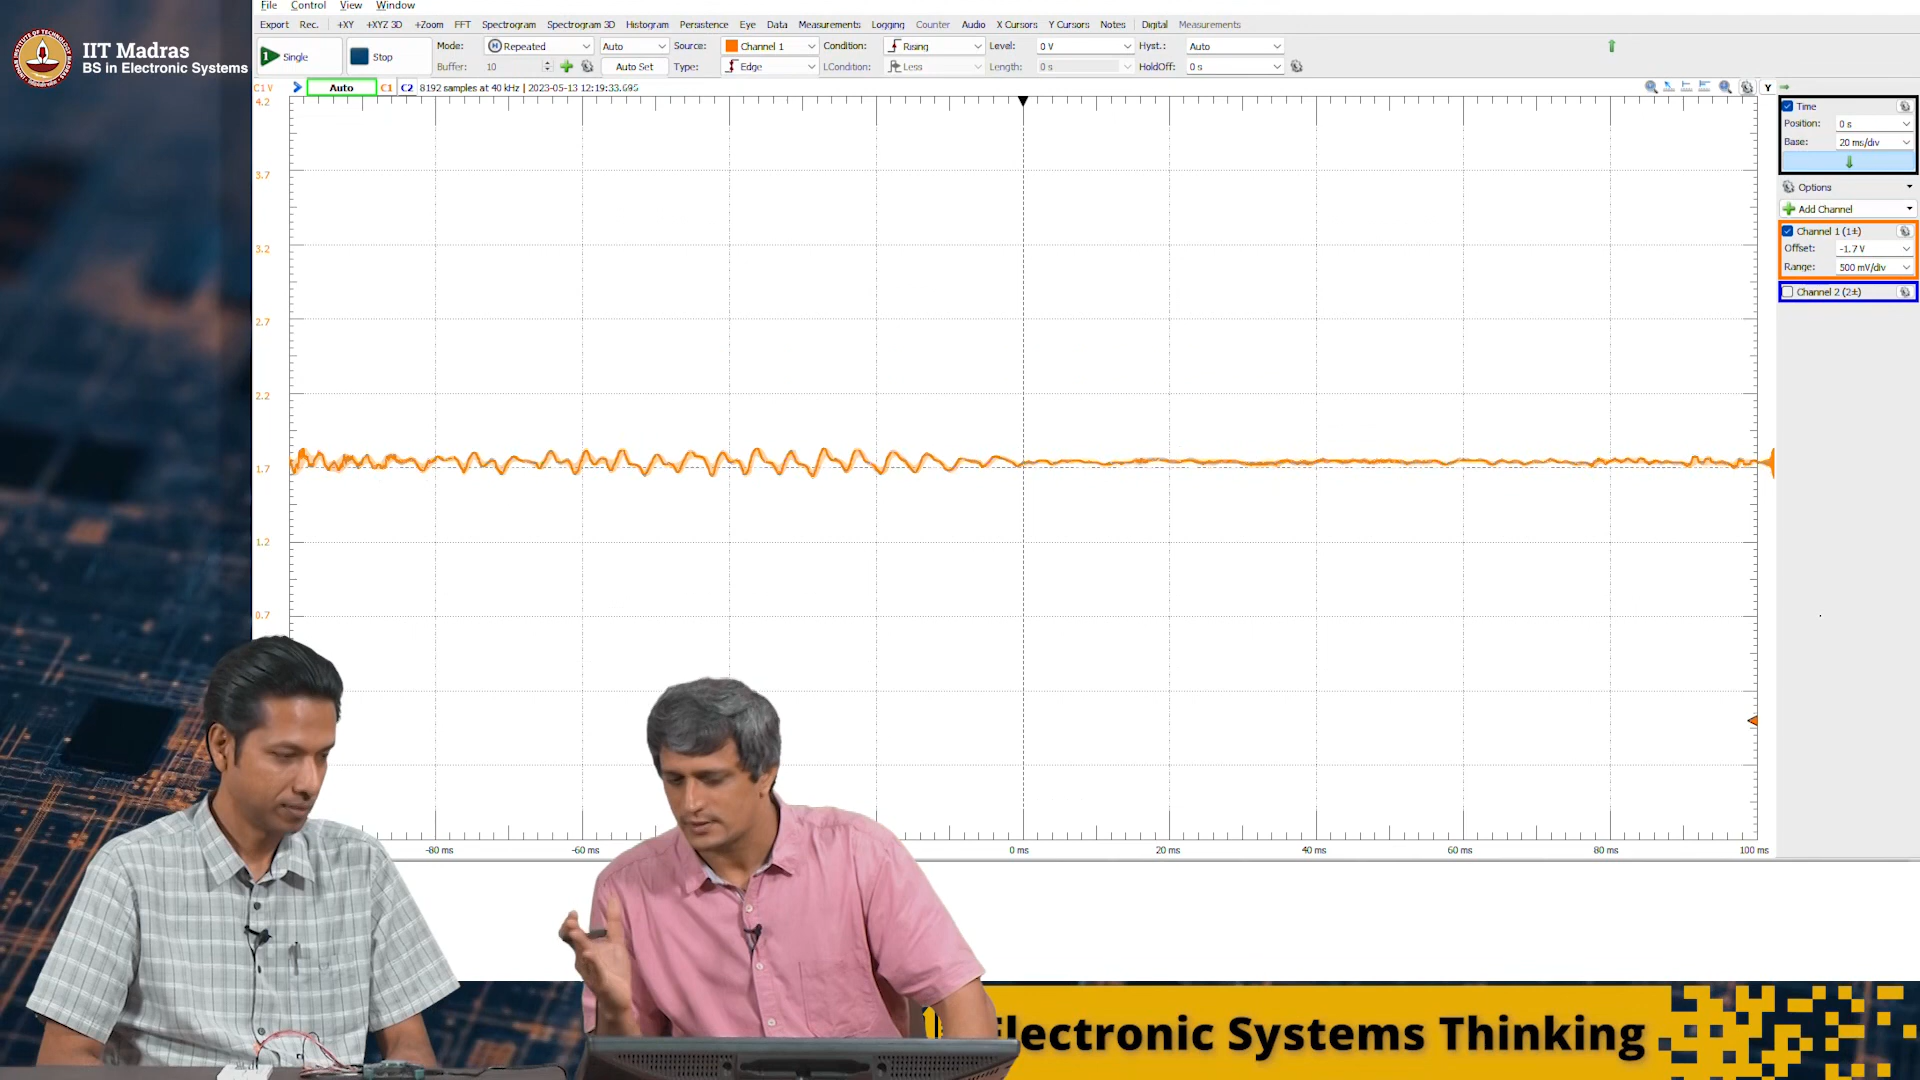 File Control View Window
Export Rec. +XY +XYZ 3D +Zoom FFT Spectrogram Spectrogram 3D Histogram Persistence Eye Data Measurements Logging Counter Audio X Cursors Y Cursors Notes Digital Measurements
IIT Madras
BS in Electronic Systems
Single Stop Mode: Repeated Auto Source: Channel 1 Condition: Rising Level: 0 V Hyst.: Auto
Buffer: 10 Auto Set Type: Edge LCondition: Less Length: 0 s HoldOff: 0 s
C1 V Auto C1 C2 8192 samples at 40 kHz | 2023-05-13 12:19:33.695 Y
4.2
3.7
3.2
2.7
2.2
1.7
1.2
0.7
Time
Position: 0 s
Base: 20 ms/div
Options
Add Channel
Channel 1 (1±)
Offset: -1.7 V
Range: 500 mV/div
Channel 2 (2±)
-80 ms -60 ms 0 ms 20 ms 40 ms 60 ms 80 ms 100 ms
Electronic Systems Thinking